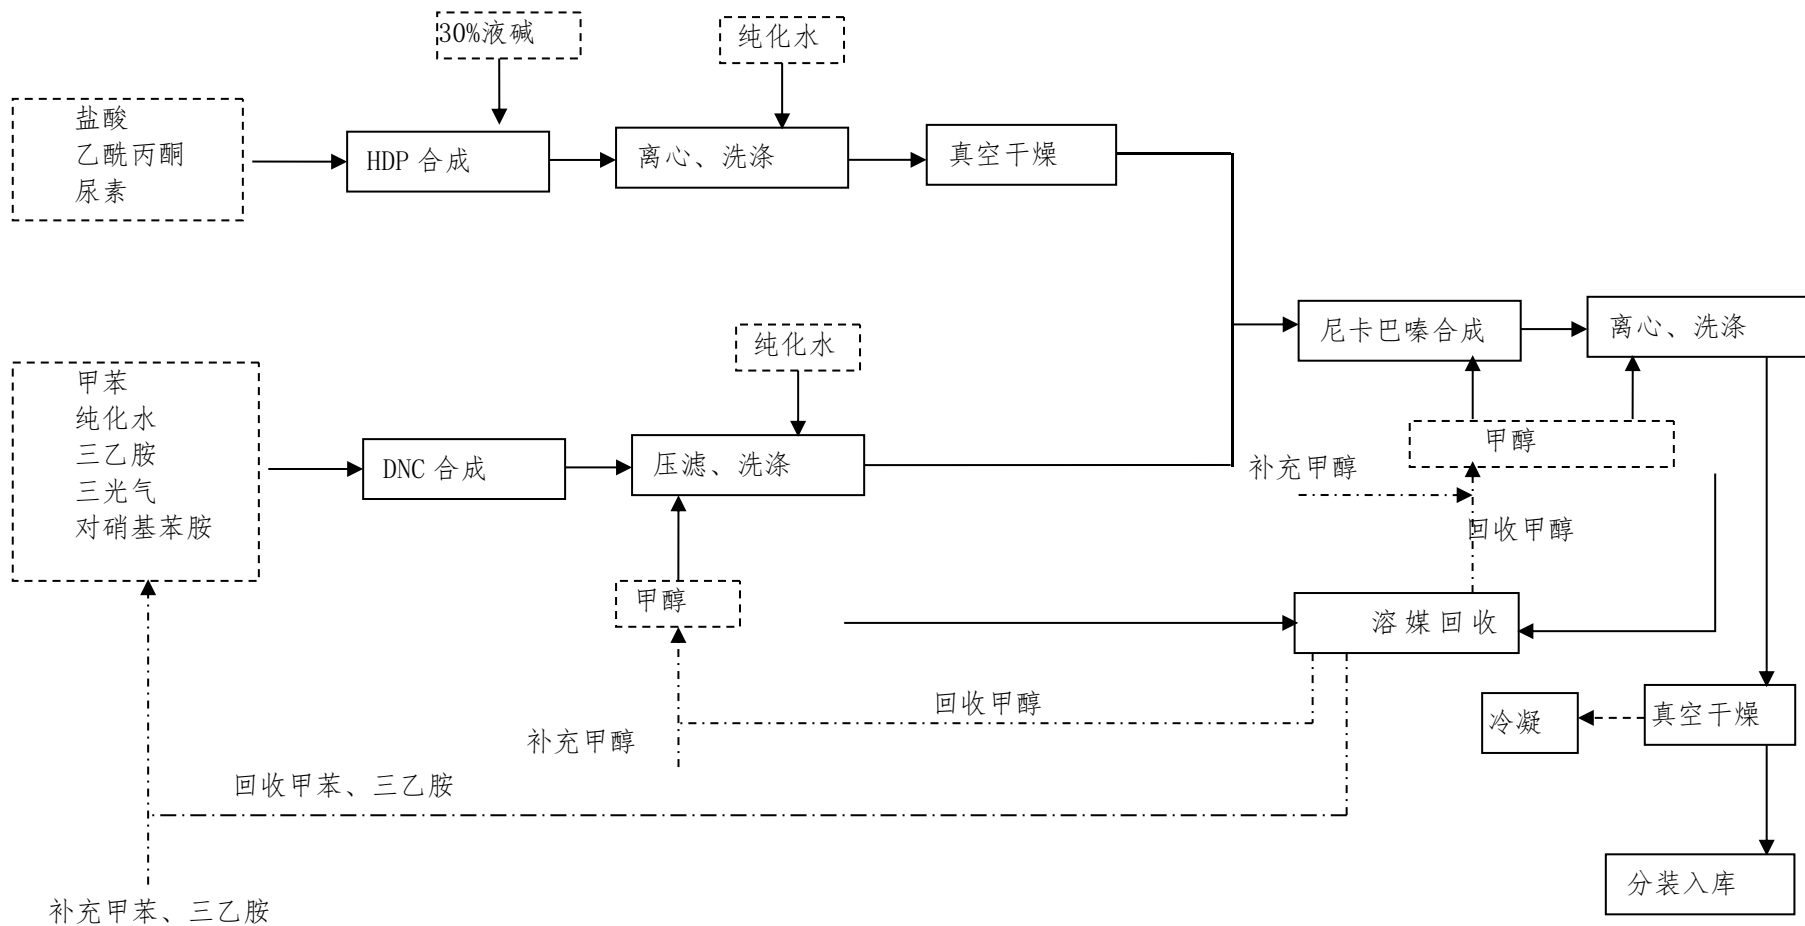 30%液碱
纯化水
盐酸
乙酰丙酮
尿素
HDP 合成
离心、洗涤
真空干燥
纯化水
尼卡巴嗪合成
离心、洗涤
甲苯
纯化水
三乙胺
三光气
对硝基苯胺
DNC 合成
压滤、洗涤
甲醇
补充甲醇
回收甲醇
甲醇
溶媒回收
回收甲醇
补充甲醇
冷凝
真空干燥
回收甲苯、三乙胺
分装入库
补充甲苯、三乙胺